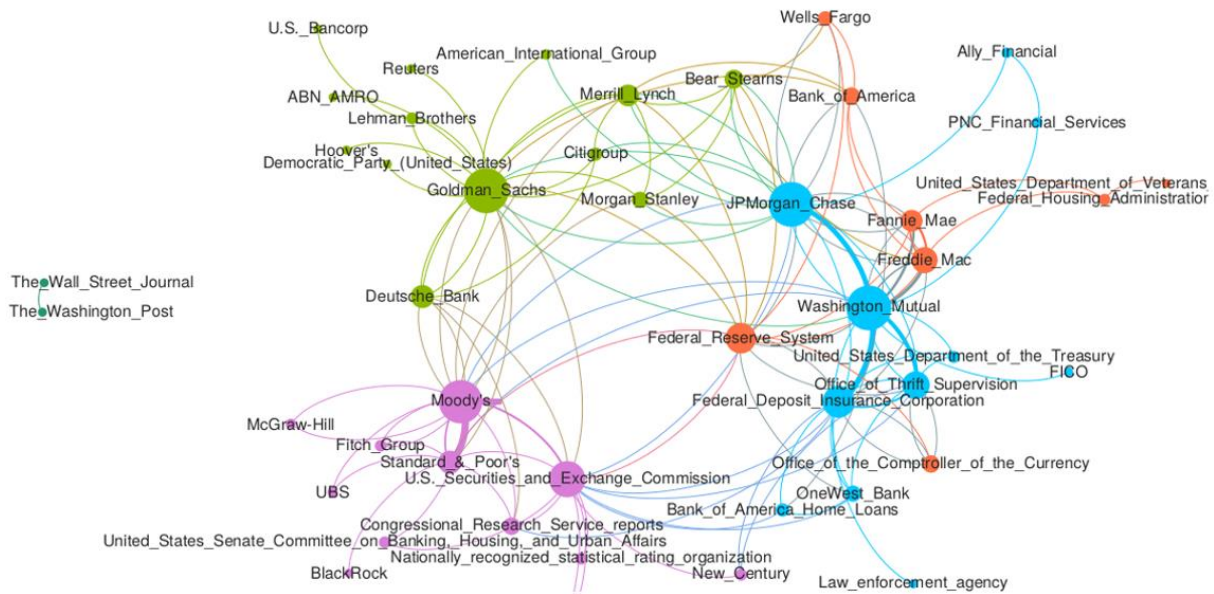 Wells_Fargo
U.S._Bancorp
American_International_Group
Ally_Financial
Reuters
Bear_Stearns
Merrill_Lynch
Bank_of_America
ABN_AMRO
Lehman_Brothers
PNC_Financial_Services
Hoover's
Citigroup
Democratic_Party_(United_States)
Goldman_Sachs
United_States_Department_of_Veterans_
Morgan_Stanley
JPMorgan_Chase
Federal_Housing_Administration
Fannie_Mae
Freddie_Mac
The_Wall_Street_Journal
Deutsche_Bank
Washington_Mutual
The_Washington_Post
Federal_Reserve_System
United_States_Department_of_the_Treasury
FICO
Office_of_Thrift_Supervision
Moody's
Federal_Deposit_Insurance_Corporation
McGraw-Hill
Fitch_Group
Standard_&_Poor's
Office_of_the_Comptroller_of_the_Currency
U.S._Securities_and_Exchange_Commission
UBS
OneWest_Bank
Bank_of_America_Home_Loans
Congressional_Research_Service_reports
United_States_Senate_Committee_on_Banking,_Housing,_and_Urban_Affairs
Nationally_recognized_statistical_rating_organization
BlackRock
New_Century
Law_enforcement_agency